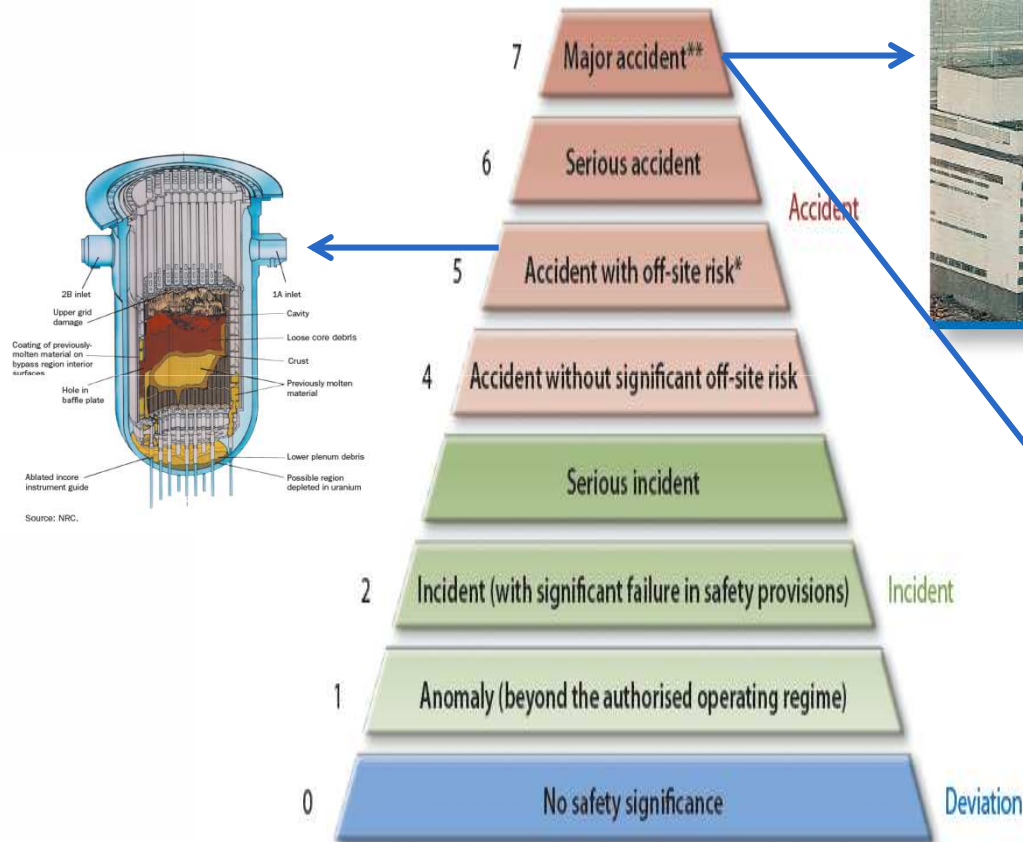 7
Major accident**
6
Serious accident
Accident
5
Accident with off-site risk*
4
Accident without significant off-site risk
Serious incident
2
Incident (with significant failure in safety provisions)
Incident
1
Anomaly (beyond the authorised operating regime)
0
No safety significance
Deviation
2B inlet
Upper grid
damage
Coating of previously-
molten material on
bypass region interior
surfaces
Hole in
baffle plate
Ablated incore
instrument guide
1A inlet
Cavity
Loose core debris
Crust
Previously molten
material
Lower plenum debris
Possible region
depleted in uranium
Source: NRC.